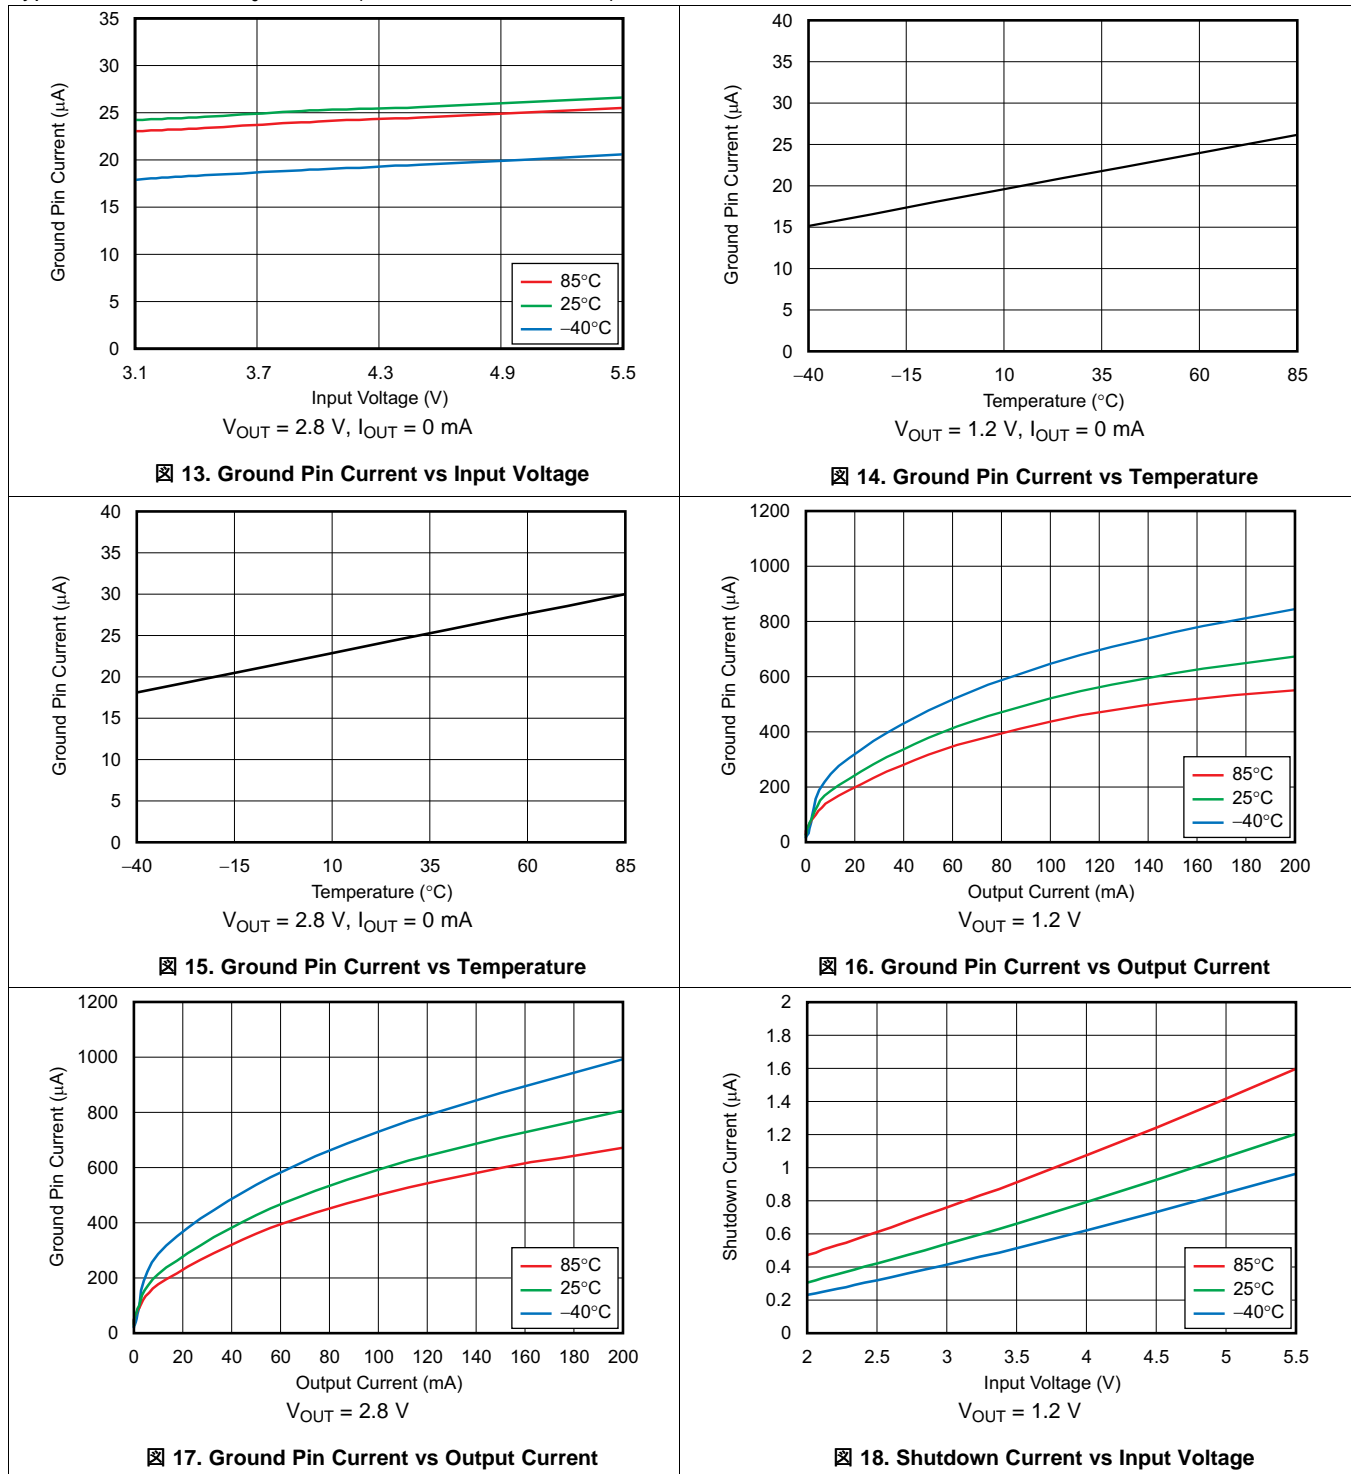 35
30
25
20
15
10
5
0
Ground Pin Current (μA)
85°C
25°C
–40°C
3.1 3.7 4.3 4.9 5.5
Input Voltage (V)
VOUT = 2.8 V, IOUT = 0 mA
図 13. Ground Pin Current vs Input Voltage
40
35
30
25
20
15
10
5
0
Ground Pin Current (μA)
–40 –15 10 35 60 85
Temperature (°C)
VOUT = 1.2 V, IOUT = 0 mA
図 14. Ground Pin Current vs Temperature
40
35
30
25
20
15
10
5
0
Ground Pin Current (μA)
–40 –15 10 35 60 85
Temperature (°C)
VOUT = 2.8 V, IOUT = 0 mA
図 15. Ground Pin Current vs Temperature
1200
1000
800
600
400
200
0
Ground Pin Current (μA)
85°C
25°C
–40°C
0 20 40 60 80 100 120 140 160 180 200
Output Current (mA)
VOUT = 1.2 V
図 16. Ground Pin Current vs Output Current
1200
1000
800
600
400
200
0
Ground Pin Current (μA)
85°C
25°C
–40°C
0 20 40 60 80 100 120 140 160 180 200
Output Current (mA)
VOUT = 2.8 V
図 17. Ground Pin Current vs Output Current
2
1.8
1.6
1.4
1.2
1
0.8
0.6
0.4
0.2
0
Shutdown Current (μA)
85°C
25°C
–40°C
2 2.5 3 3.5 4 4.5 5 5.5
Input Voltage (V)
VOUT = 1.2 V
図 18. Shutdown Current vs Input Voltage